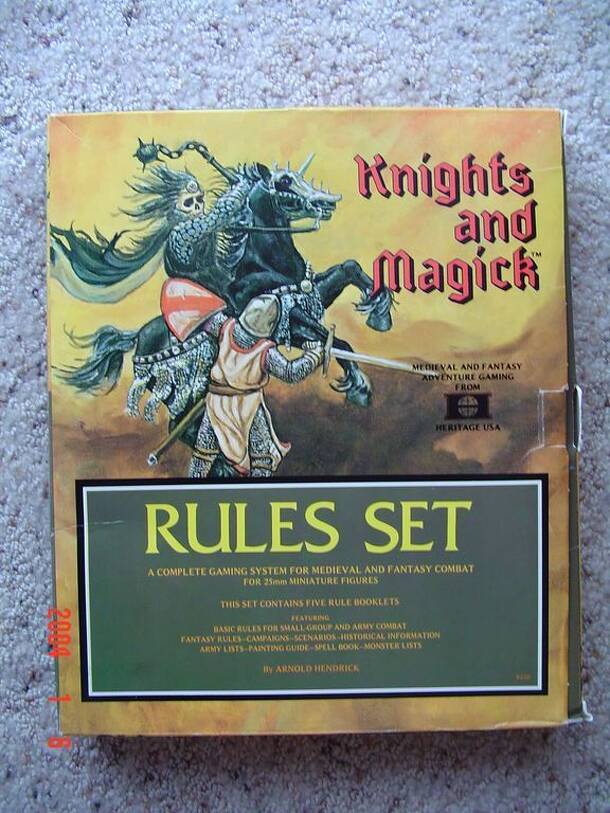 Knights
and
Magick™
MEDIEVAL AND FANTASY
ADVENTURE GAMING
FROM
HERITAGE USA
RULES SET
A COMPLETE GAMING SYSTEM FOR MEDIEVAL AND FANTASY COMBAT
FOR 25mm MINIATURE FIGURES
THIS SET CONTAINS FIVE RULE BOOKLETS
FEATURING
BASIC RULES FOR SMALL-GROUP AND ARMY COMBAT
FANTASY RULES—CAMPAIGNS—SCENARIOS—HISTORICAL INFORMATION
ARMY LISTS—PAINTING GUIDE—SPELL BOOK—MONSTER LISTS
By ARNOLD HENDRICK
2004 1 6